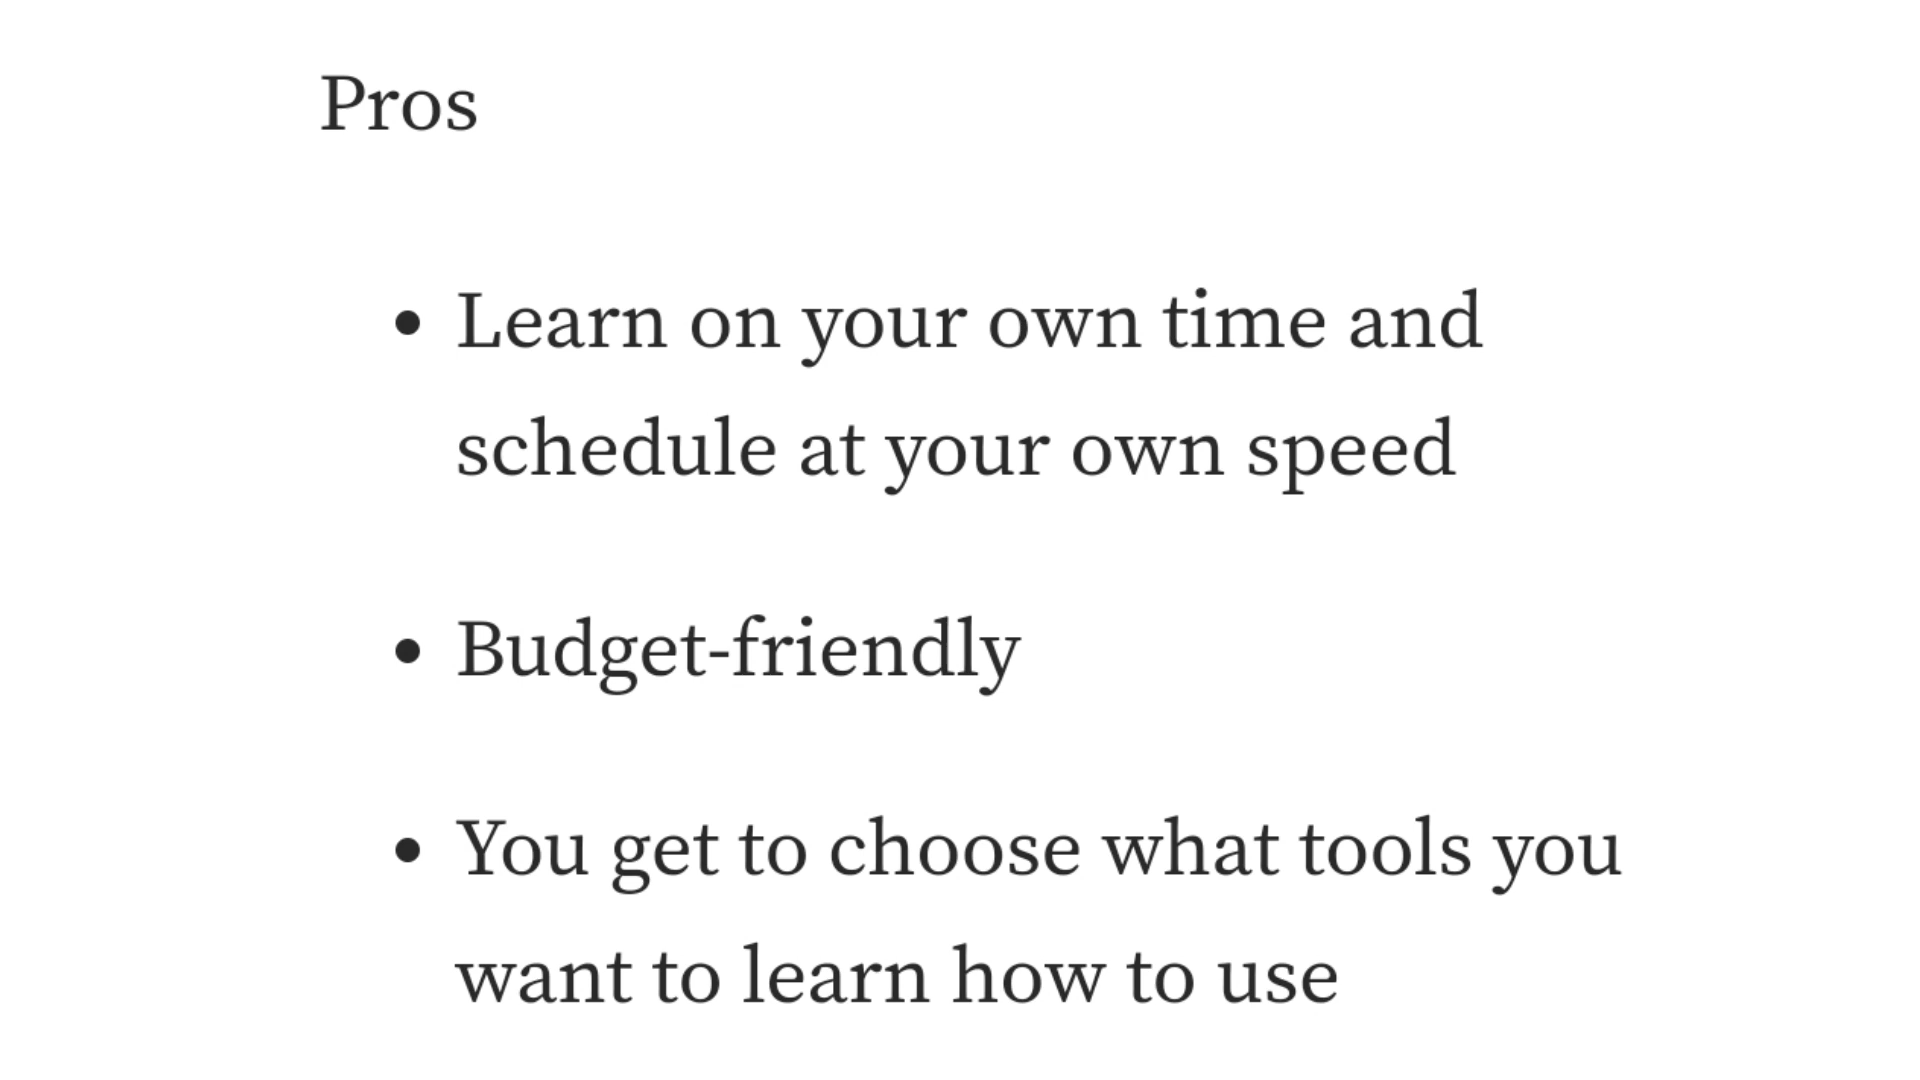 Pros
• Learn on your own time and
schedule at your own speed
• Budget-friendly
• You get to choose what tools you
want to learn how to use